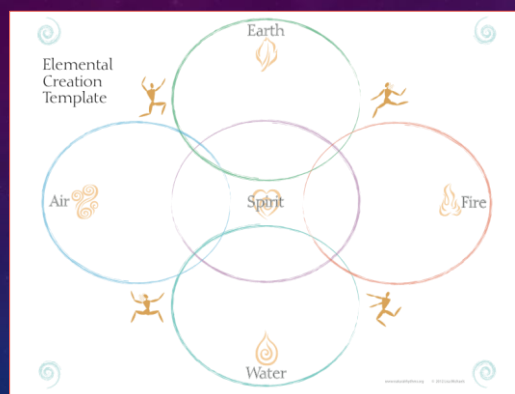 Earth
Elemental
Creation
Template
Air
Spirit
Fire
Water